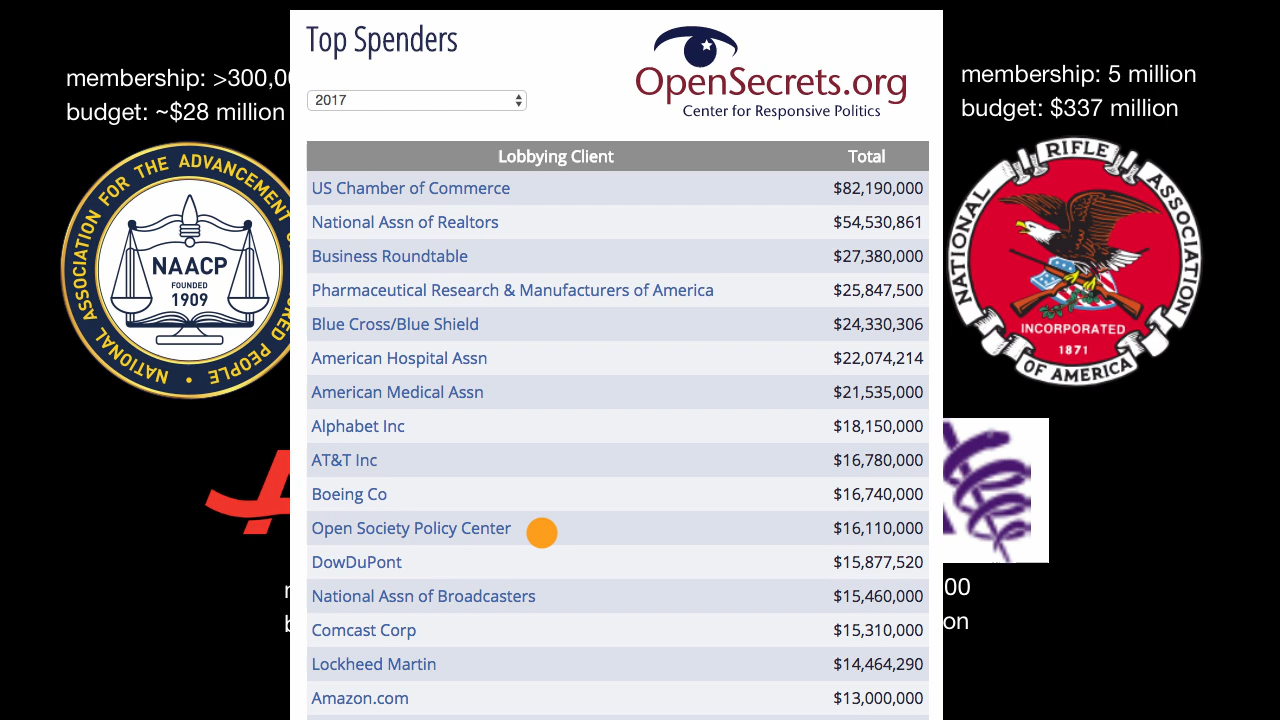 membership: >300,0
budget: ~$28 million
NATIONAL ASSOCIATION FOR THE ADVANCEMENT
RED PEOPLE
NAACP
FOUNDED
1909
Top Spenders
2017
OpenSecrets.org
Center for Responsive Politics
Lobbying Client Total
US Chamber of Commerce $82,190,000
National Assn of Realtors $54,530,861
Business Roundtable $27,380,000
Pharmaceutical Research & Manufacturers of America $25,847,500
Blue Cross/Blue Shield $24,330,306
American Hospital Assn $22,074,214
American Medical Assn $21,535,000
Alphabet Inc $18,150,000
AT&T Inc $16,780,000
Boeing Co $16,740,000
Open Society Policy Center $16,110,000
DowDuPont $15,877,520
National Assn of Broadcasters $15,460,000
Comcast Corp $15,310,000
Lockheed Martin $14,464,290
Amazon.com $13,000,000
membership: 5 million
budget: $337 million
NATIONAL RIFLE ASSOCIATION
INCORPORATED
1871
OF AMERICA
00
on